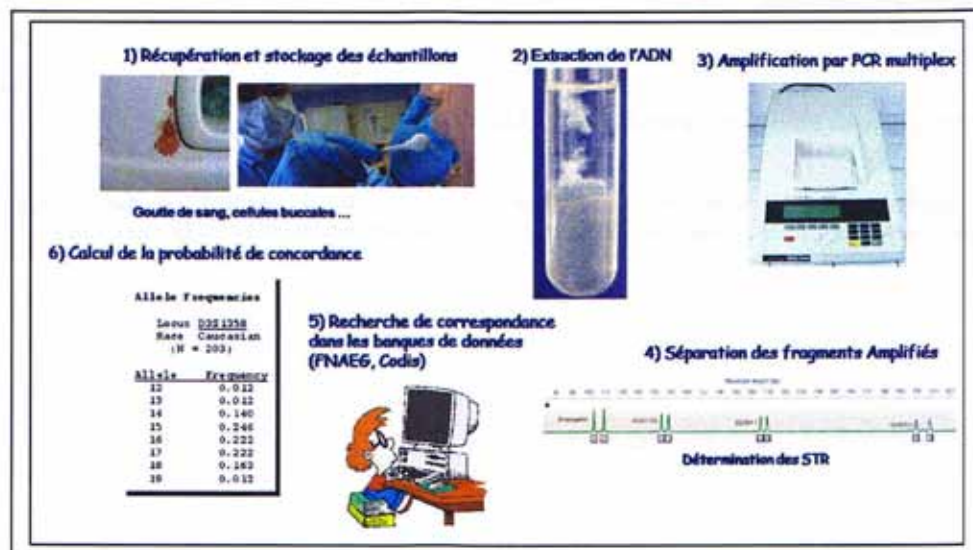 1) Récupération et stockage des échantillons
2) Extraction de l'ADN
3) Amplification par PCR multiplex
Goutte de sang, cellules buccales ...
6) Calcul de la probabilité de concordance
Allele Frequencies
Locus D3S1358
Race Caucasian
(N = 203)
Allele Frequency
12 0.012
13 0.012
14 0.140
15 0.246
16 0.222
17 0.222
18 0.162
19 0.012
5) Recherche de correspondance
dans les banques de données
(FNAEG, Codis)
4) Séparation des fragments Amplifiés
Détermination des STR